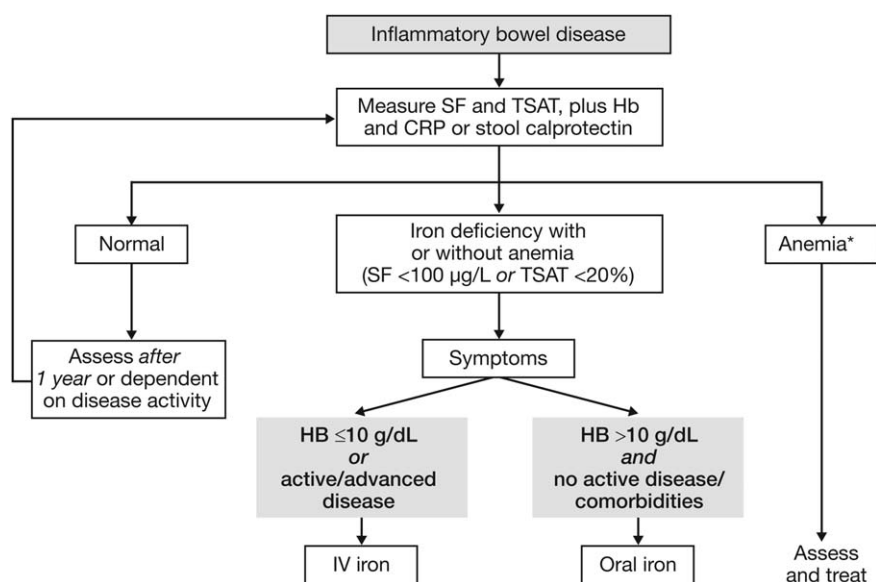 Inflammatory bowel disease
Measure SF and TSAT, plus Hb
and CRP or stool calprotectin
Normal
Iron deficiency with
or without anemia
(SF <100 µg/L or TSAT <20%)
Anemia*
Assess after
1 year or dependent
on disease activity
Symptoms
HB ≤10 g/dL
or
active/advanced
disease
HB >10 g/dL
and
no active disease/
comorbidities
IV iron
Oral iron
Assess
and treat